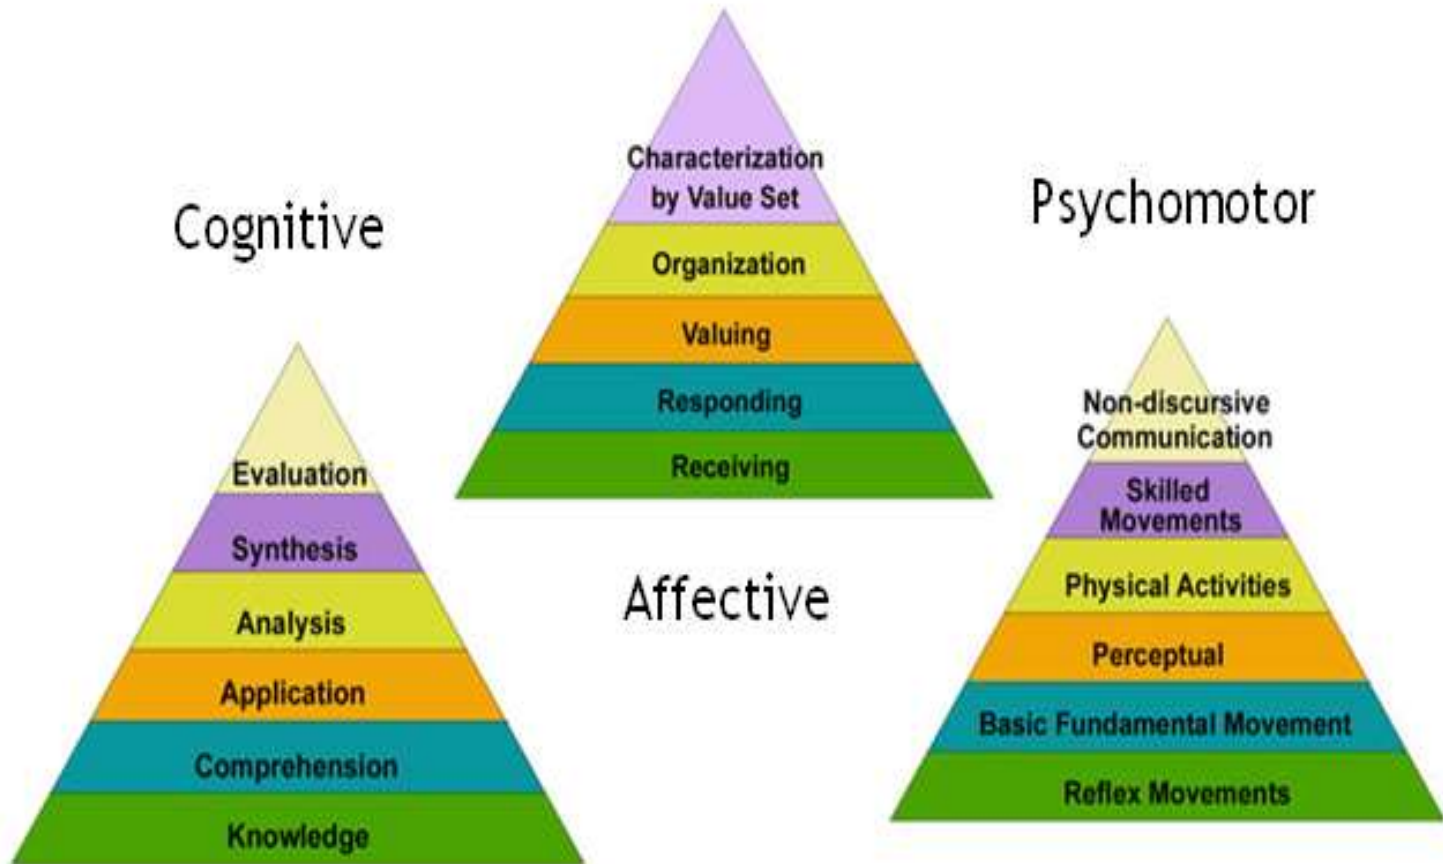 Cognitive
Evaluation
Synthesis
Analysis
Application
Comprehension
Knowledge
Characterization
by Value Set
Organization
Valuing
Responding
Receiving
Affective
Psychomotor
Non-discursive
Communication
Skilled
Movements
Physical Activities
Perceptual
Basic Fundamental Movement
Reflex Movements